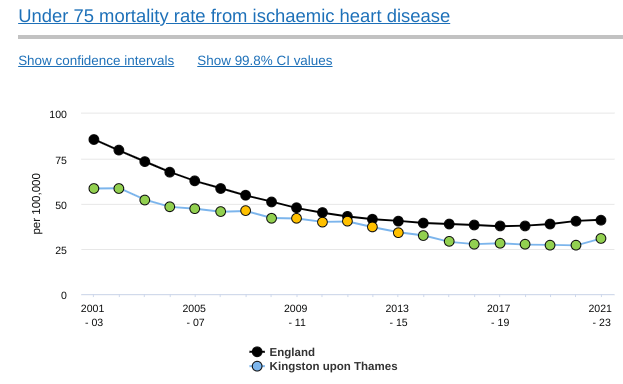 Under 75 mortality rate from ischaemic heart disease
Show confidence intervals Show 99.8% CI values
100
75
per 100,000
50
25
0
2001 2005 2009 2013 2017 2021
- 03 - 07 - 11 - 15 - 19 - 23
England
Kingston upon Thames